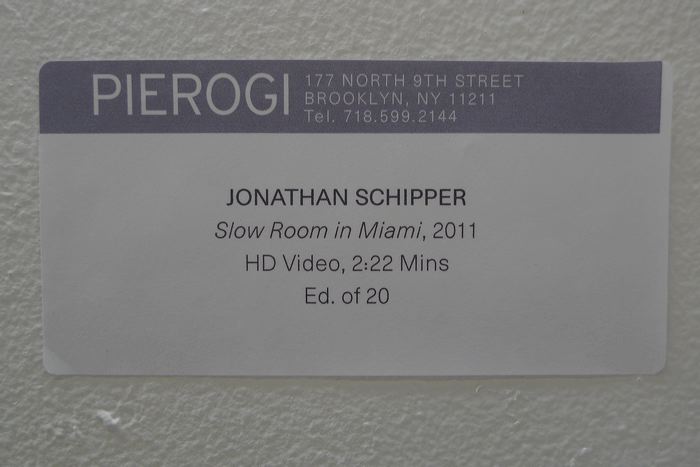 PIEROGI
177 NORTH 9TH STREET
BROOKLYN, NY 11211
Tel. 718.599.2144
JONATHAN SCHIPPER
Slow Room in Miami, 2011
HD Video, 2:22 Mins
Ed. of 20